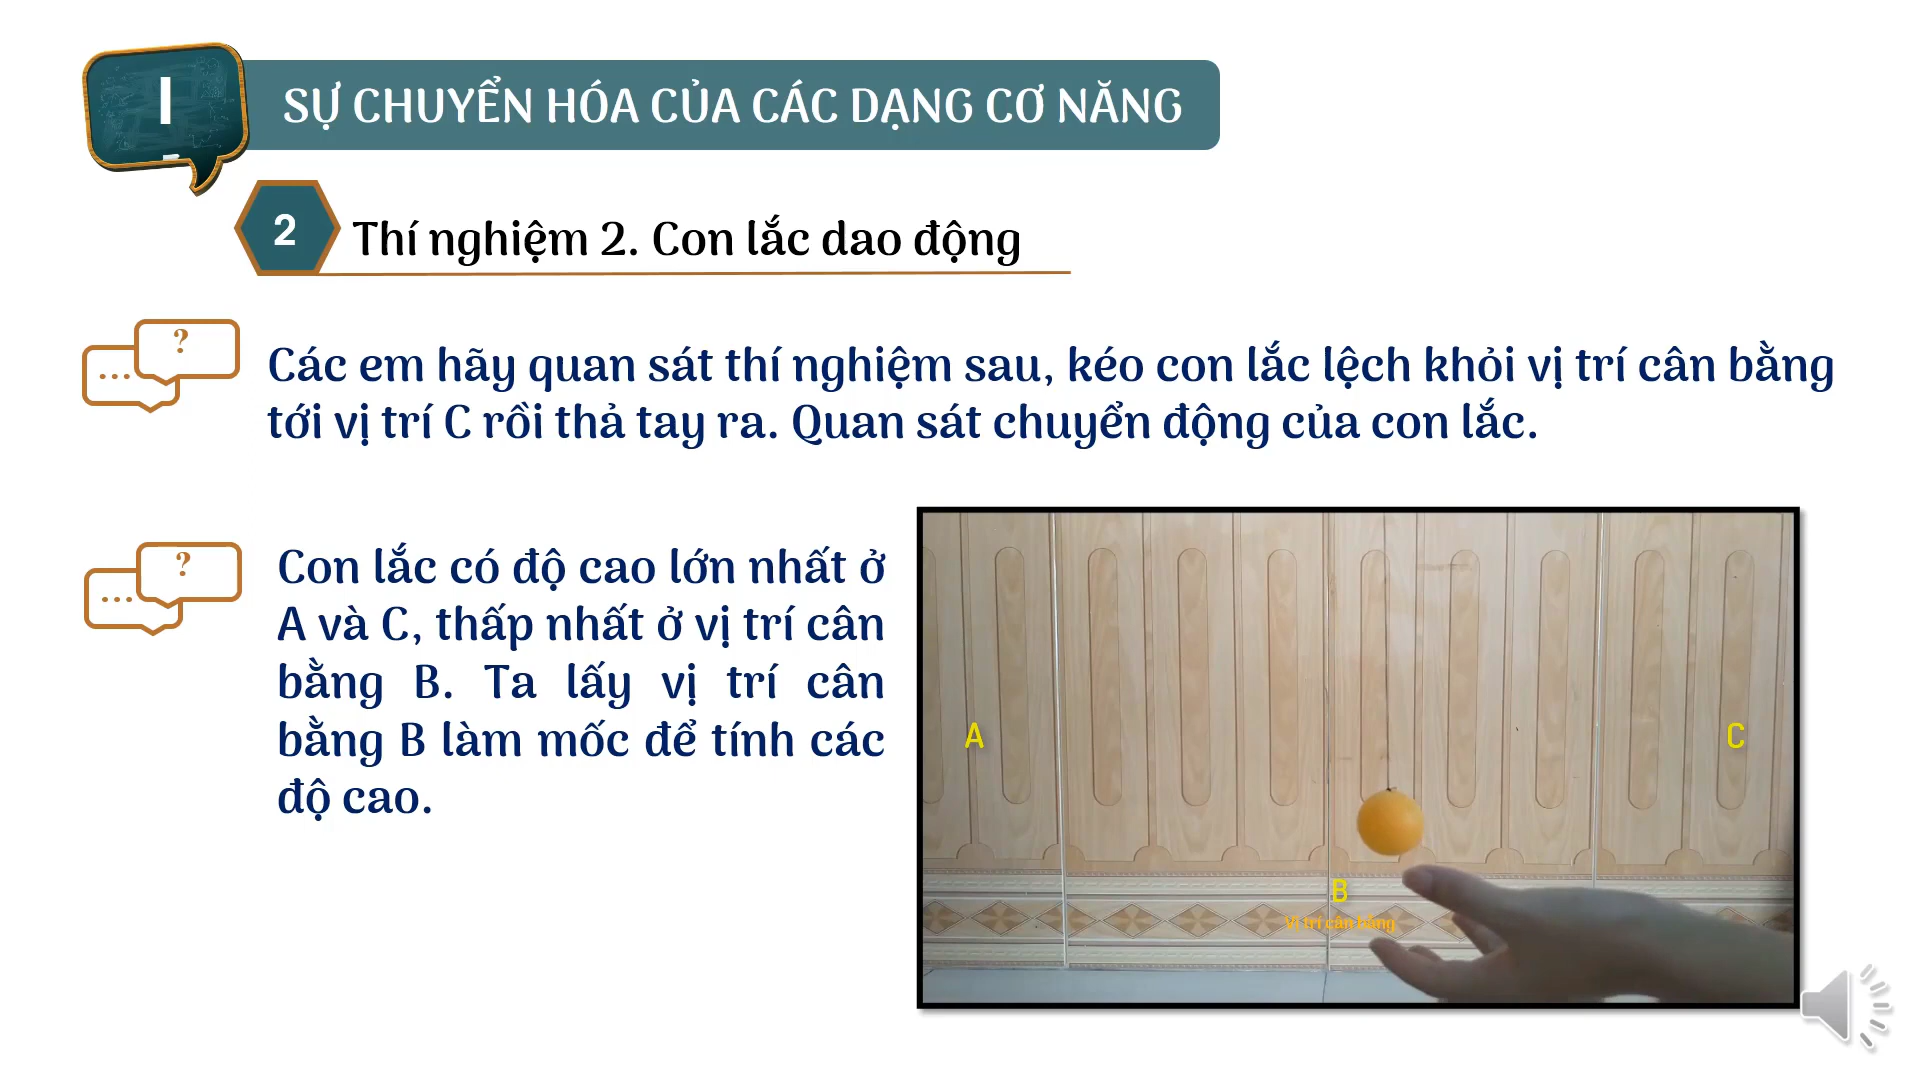 I
SỰ CHUYỂN HÓA CỦA CÁC DẠNG CƠ NĂNG
2
Thí nghiệm 2. Con lắc dao động
?
...
Các em hãy quan sát thí nghiệm sau, kéo con lắc lệch khỏi vị trí cân bằng
tới vị trí C rồi thả tay ra. Quan sát chuyển động của con lắc.
?
...
Con lắc có độ cao lớn nhất ở
A và C, thấp nhất ở vị trí cân
bằng B. Ta lấy vị trí cân
bằng B làm mốc để tính các
độ cao.
A
C
B
Vị trí cân bằng